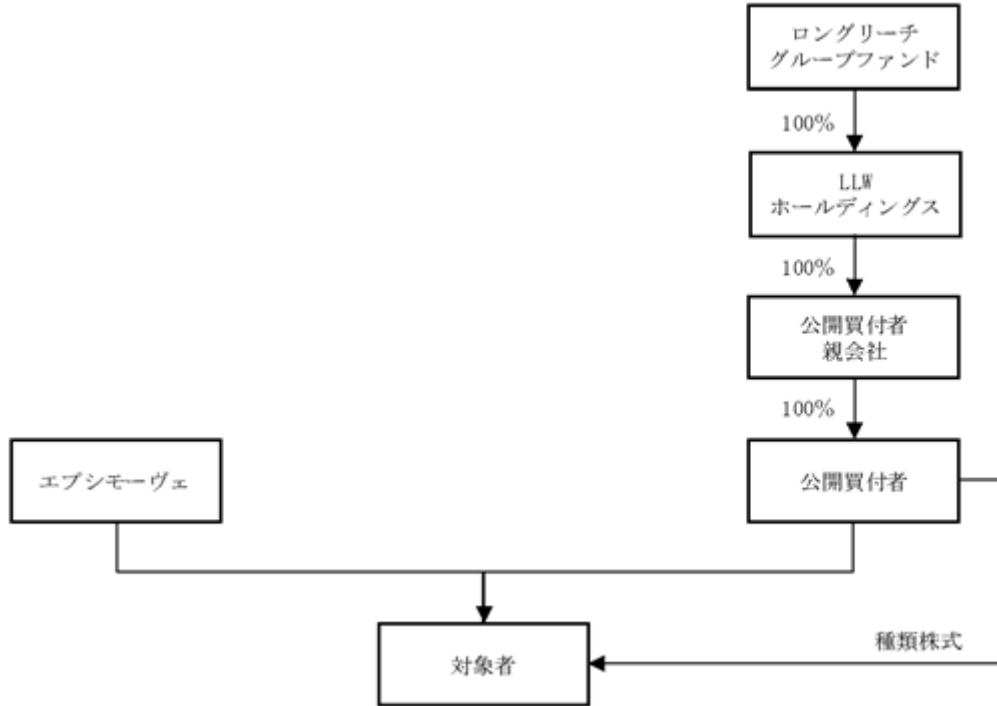 ロングリーチ
グループファンド
100%
LLW
ホールディングス
100%
公開買付者
親会社
100%
エプシモーヴェ
公開買付者
種類株式
対象者